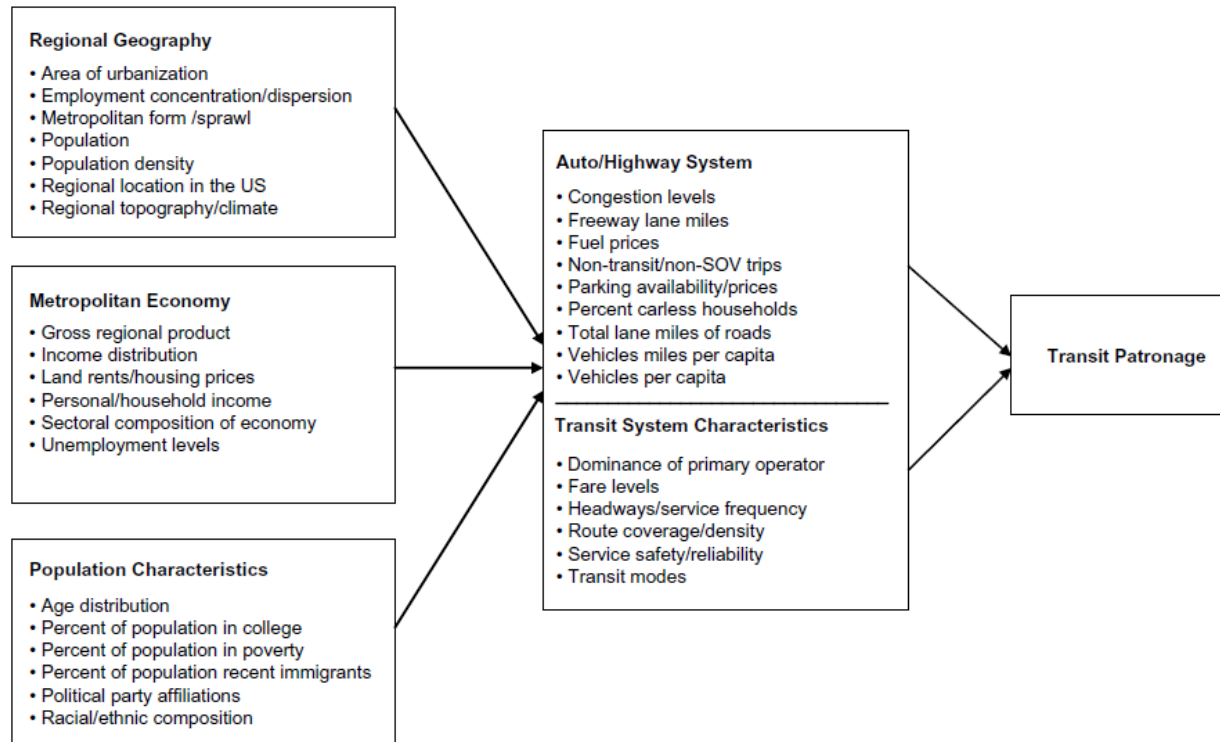 Regional Geography
• Area of urbanization
• Employment concentration/dispersion
• Metropolitan form /sprawl
• Population
• Population density
• Regional location in the US
• Regional topography/climate
Metropolitan Economy
• Gross regional product
• Income distribution
• Land rents/housing prices
• Personal/household income
• Sectoral composition of economy
• Unemployment levels
Population Characteristics
• Age distribution
• Percent of population in college
• Percent of population in poverty
• Percent of population recent immigrants
• Political party affiliations
• Racial/ethnic composition
Auto/Highway System
• Congestion levels
• Freeway lane miles
• Fuel prices
• Non-transit/non-SOV trips
• Parking availability/prices
• Percent carless households
• Total lane miles of roads
• Vehicles miles per capita
• Vehicles per capita
Transit System Characteristics
• Dominance of primary operator
• Fare levels
• Headways/service frequency
• Route coverage/density
• Service safety/reliability
• Transit modes
Transit Patronage